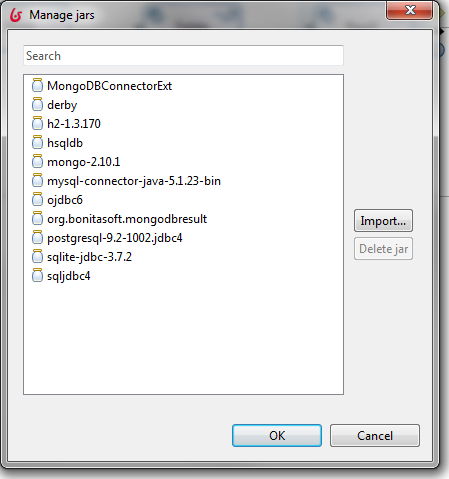 Manage jars
Search
MongoDBConnectorExt
derby
h2-1.3.170
hsqldb
mongo-2.10.1
mysql-connector-java-5.1.23-bin
ojdbc6
org.bonitasoft.mongodbresult
postgresql-9.2-1002.jdbc4
sqlite-jdbc-3.7.2
sqljdbc4
Import...
Delete jar
OK
Cancel